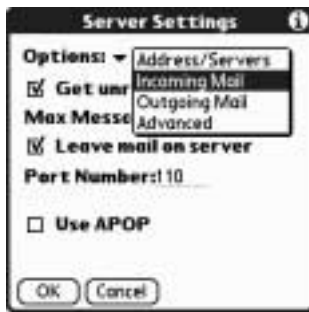 Server Settings
Options: Address/Servers
Get unr Incoming Mail
Outgoing Mail
Max Messa Advanced
Leave mail on server
Port Number: 110
Use APOP
OK Cancel